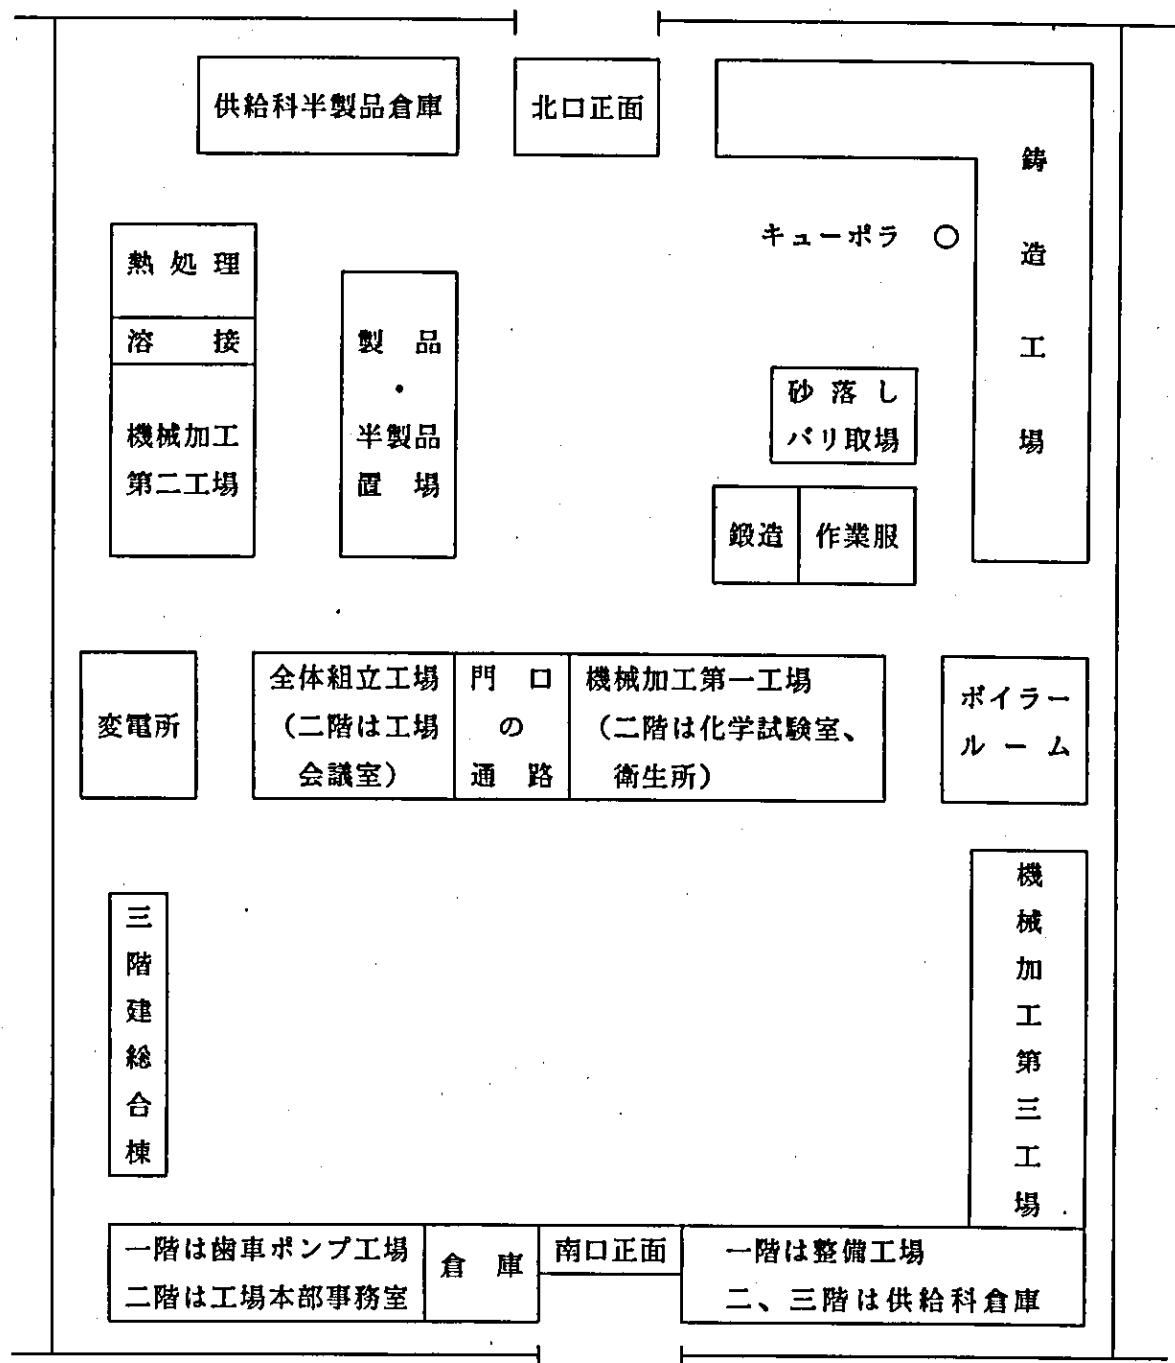 供給科半製品倉庫
北口正面
鋳造工場
キューポラ
熱処理
溶接
機械加工
第二工場
製品
・
半製品
置場
砂落し
バリ取場
鍛造
作業服
変電所
全体組立工場
（二階は工場
会議室）
門口
の
通路
機械加工第一工場
（二階は化学試験室、
衛生所）
ボイラー
ルーム
三階建総合棟
機械加工第三工場
一階は歯車ポンプ工場
二階は工場本部事務室
倉庫
南口正面
一階は整備工場
二、三階は供給科倉庫